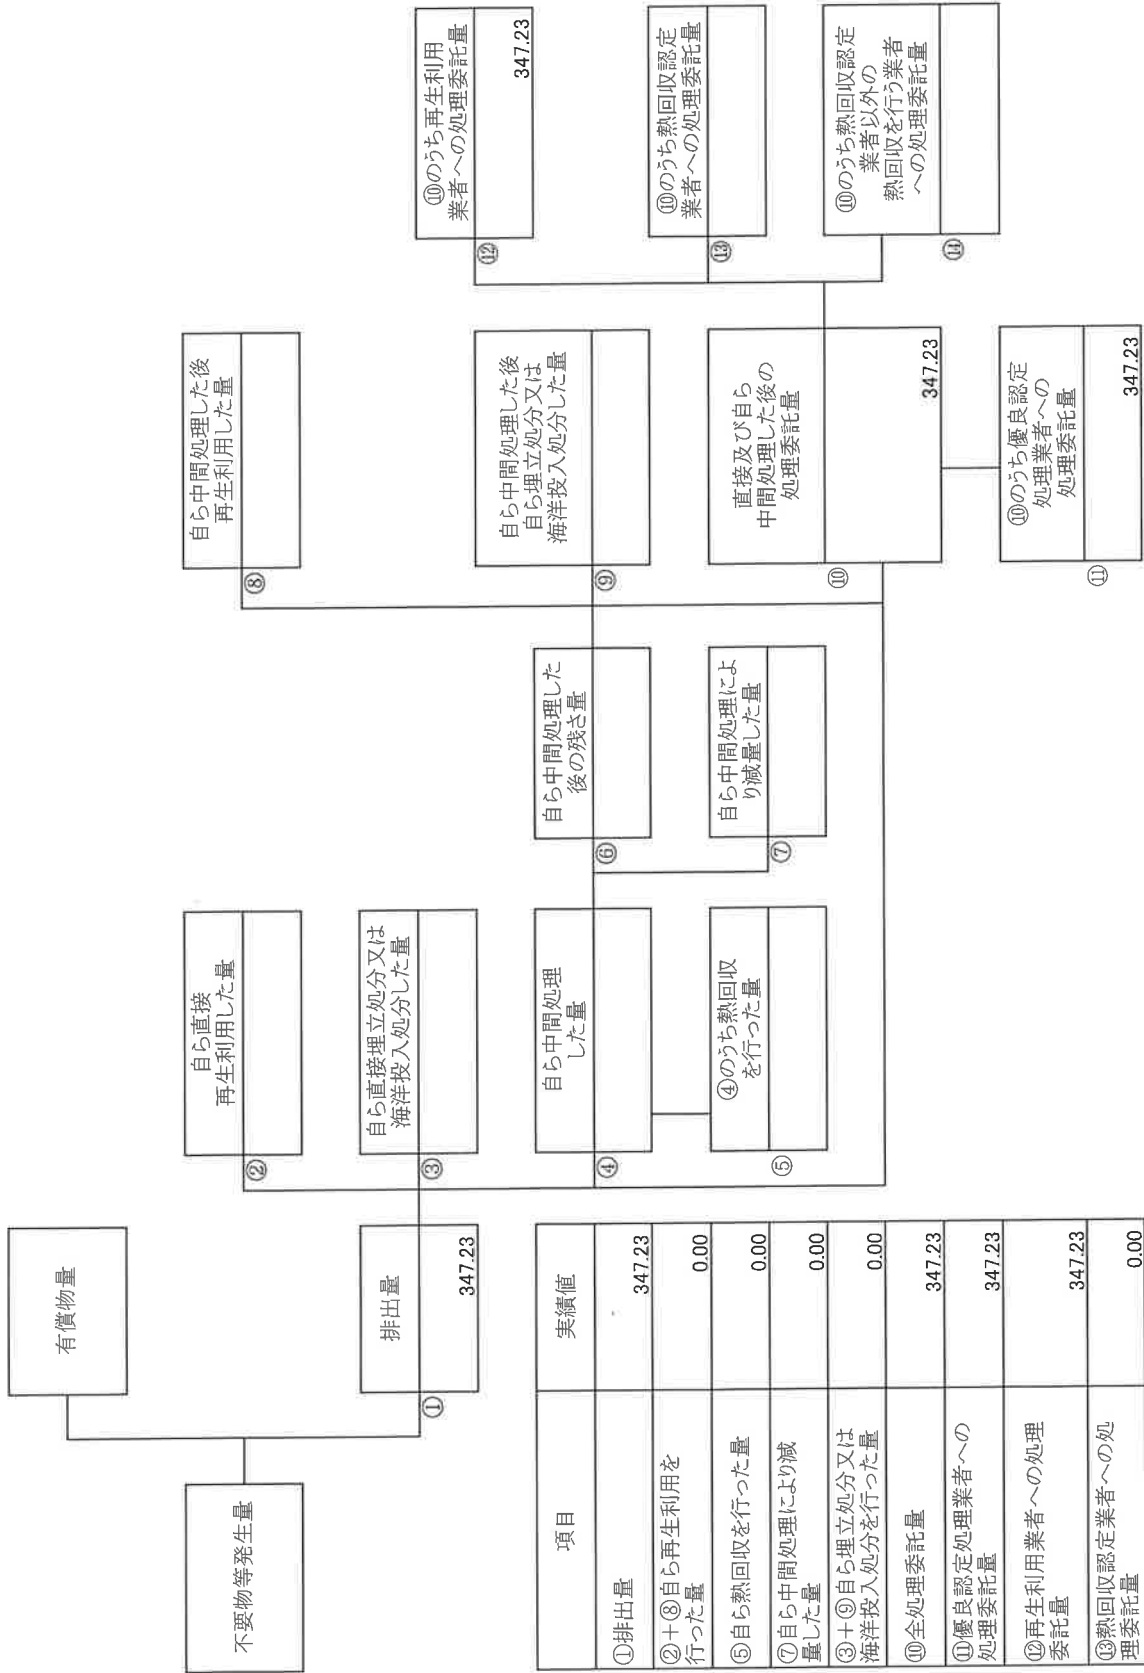 不要物等発生量
有償物量
①
排出量
347.23
②
自ら直接
再生利用した量
③
自ら直接埋立処分又は
海洋投入処分した量
④
自ら中間処理
した量
⑤
④のうち熱回収
を行った量
⑥
自ら中間処理した
後の残さ量
⑦
自ら中間処理によ
り減量した量
⑧
自ら中間処理した後
再生利用した量
⑨
自ら中間処理した後
自ら埋立処分又は
海洋投入処分した量
⑩
直接及び自ら
中間処理した後の
処理委託量
347.23
⑪
⑩のうち優良認定
処理業者への
処理委託量
347.23
⑫
⑩のうち再生利用
業者への処理委託量
347.23
⑬
⑩のうち熱回収認定
業者への処理委託量
⑭
⑩のうち熱回収認定
業者以外の
熱回収を行う業者
への処理委託量
項目 実績値
①排出量 347.23
②+⑧自ら再生利用を
行った量 0.00
⑤自ら熱回収を行った量 0.00
⑦自ら中間処理により減
量した量 0.00
③+⑨自ら埋立処分又は
海洋投入処分を行った量 0.00
⑩全処理委託量 347.23
⑪優良認定処理業者への
処理委託量 347.23
⑫再生利用業者への処理
委託量 347.23
⑬熱回収認定業者への処
理委託量 0.00